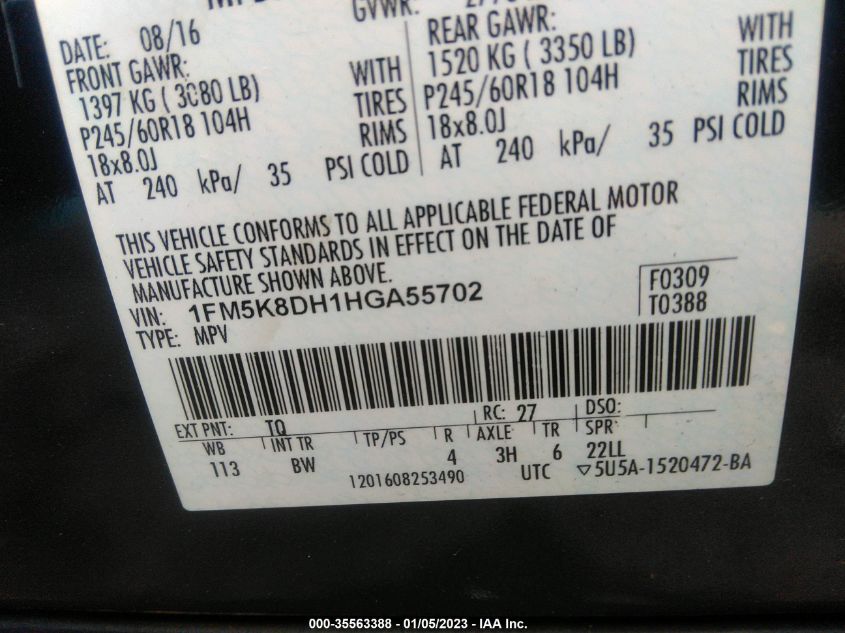 GVWR:
DATE: 08/16
FRONT GAWR: WITH
1397 KG ( 3080 LB) TIRES
P245/60R18 104H RIMS
18x8.0J
AT 240 kPa/ 35 PSI COLD
REAR GAWR: WITH
1520 KG ( 3350 LB) TIRES
P245/60R18 104H RIMS
18x8.0J
AT 240 kPa/ 35 PSI COLD
THIS VEHICLE CONFORMS TO ALL APPLICABLE FEDERAL MOTOR
VEHICLE SAFETY STANDARDS IN EFFECT ON THE DATE OF
MANUFACTURE SHOWN ABOVE.
VIN: 1FM5K8DH1HGA55702
TYPE: MPV
F0309
T0388
EXT PNT: TQ RC: 27 DSO:
WB INT TR TP/PS R AXLE TR SPR
113 BW 4 3H 6 22LL
1201608253490 UTC ▽5U5A-1520472-BA
000-35563388 - 01/05/2023 - IAA Inc.